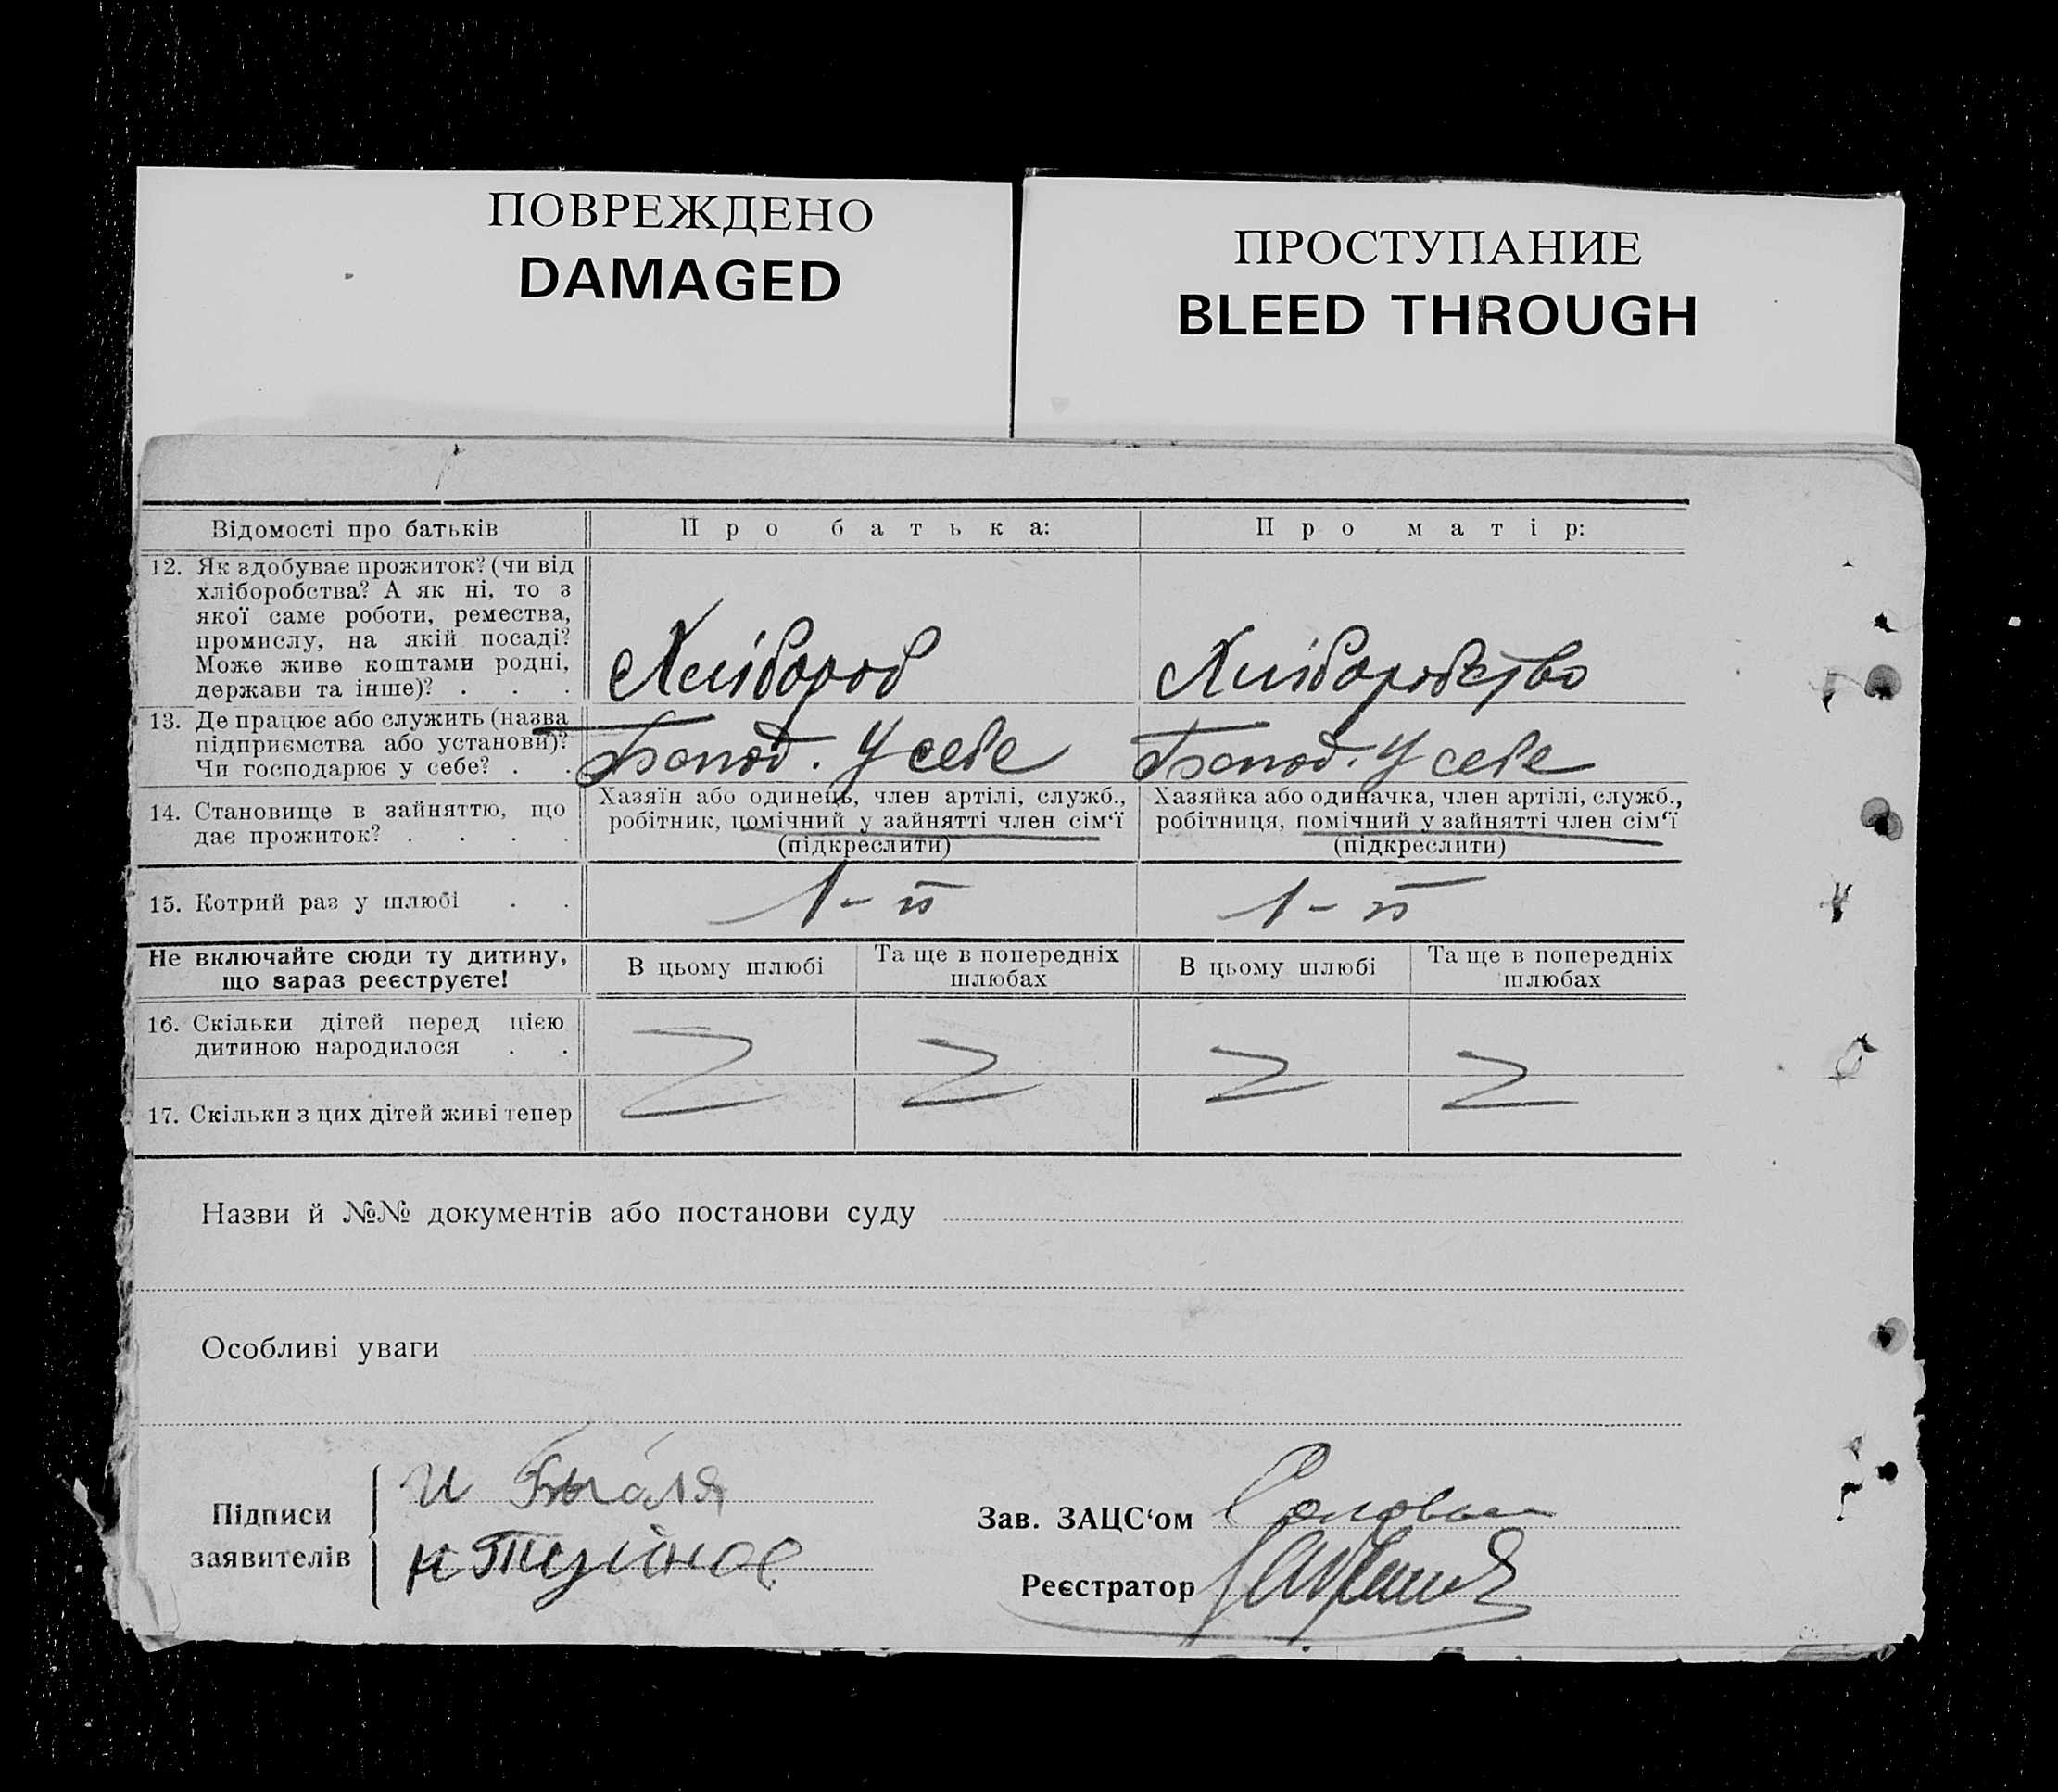 ПОВРЕЖДЕНО
DAMAGED
ПРОСТУПАНИЕ
BLEED THROUGH
Відомості про батьків
Про батька:
Про матір:
12. Як здобуває прожиток? (чи від
хліборобства? А як ні, то з
якої саме роботи, ремества,
промислу, на якій посаді?
Може живе коштами родні,
держави та інше)? . . .
Хлібороб
Хліборобство
13. Де працює або служить (назва
підприємства або установи)?
Чи господарює у себе? . .
у себе
у себе
14. Становище в зайняттю, що
дає прожиток? . . . .
Хазяїн або одинець, член артілі, служб.,
робітник, помічний у зайнятті член сім‘ї
(підкреслити)
Хазяйка або одиначка, член артілі, служб.,
робітниця, помічний у зайнятті член сім‘ї
(підкреслити)
15. Котрий раз у шлюбі . .
1-й
1-й
Не включайте сюди ту дитину,
що зараз реєструєте!
В цьому шлюбі
Та ще в попередніх
шлюбах
В цьому шлюбі
Та ще в попередніх
шлюбах
16. Скільки дітей перед цією
дитиною народилося . .
17. Скільки з цих дітей живі тепер
Назви й №№ документів або постанови суду
Особливі уваги
Підписи
заявителів
Зав. ЗАЦС‘ом
Реєстратор